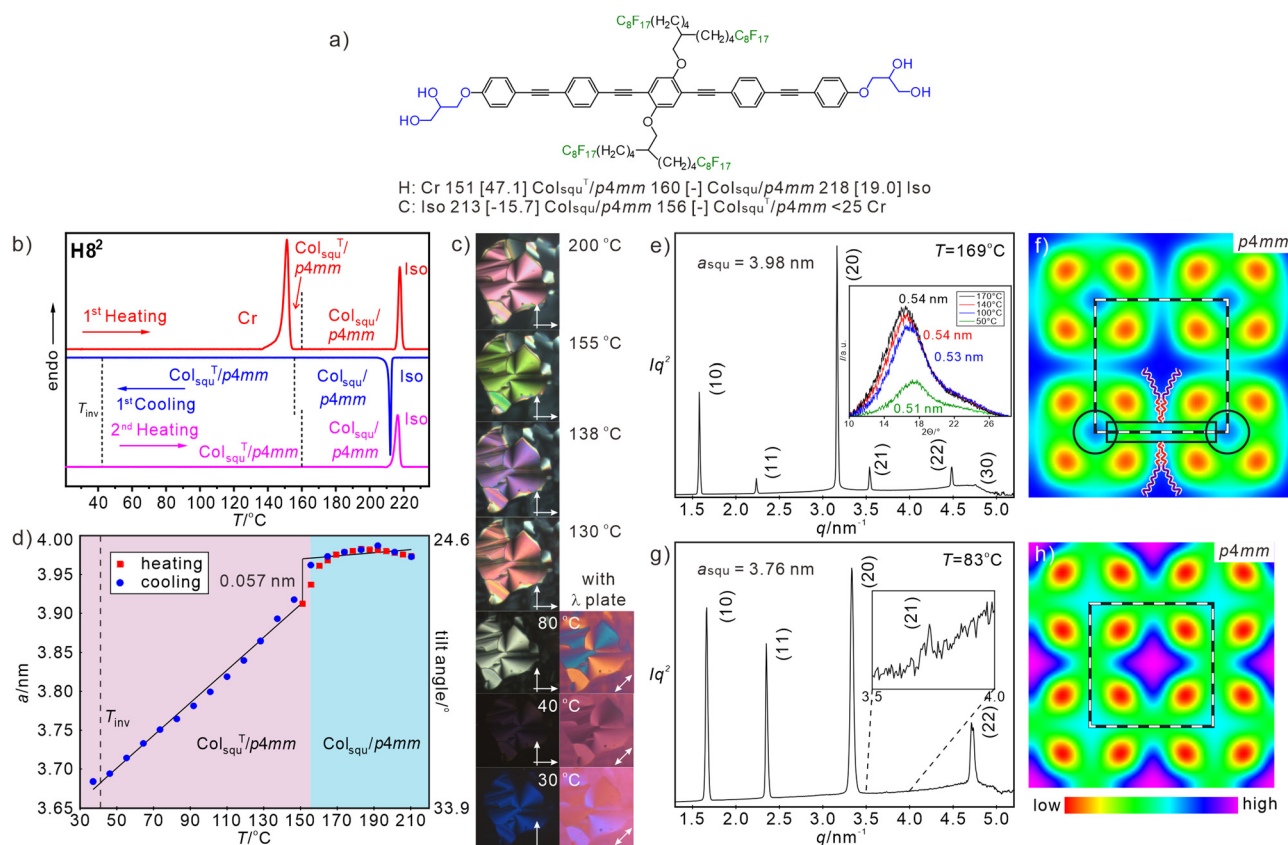 a)
C₈F₁₇(H₂C)₄
(CH₂)₄C₈F₁₇
OH
OH
O
O
O
O
HO
HO
C₈F₁₇(H₂C)₄
(CH₂)₄C₈F₁₇
H: Cr 151 [47.1] Colsquᵀ/p4mm 160 [-] Colsqu/p4mm 218 [19.0] Iso
C: Iso 213 [-15.7] Colsqu/p4mm 156 [-] Colsquᵀ/p4mm <25 Cr
b)
H8²
endo
1st Heating
Cr
Colsquᵀ/
p4mm
Colsqu/
p4mm
Iso
Tinv
Colsquᵀ/p4mm
1st Cooling
Colsqu/
p4mm
Iso
2nd Heating
Colsquᵀ/p4mm
Colsqu/
p4mm
Iso
40 60 80 100 120 140 160 180 200 220
T/°C
c)
200 °C
155 °C
138 °C
130 °C
with
λ plate
80 °C
40 °C
30 °C
d)
a/nm
4.00
3.95
3.90
3.85
3.80
3.75
3.70
3.65
heating
cooling
0.057 nm
Tinv
Colsquᵀ/p4mm
Colsqu/p4mm
24.6
tilt angle/°
33.9
30 50 70 90 110 130 150 170 190 210
T/°C
e)
asqu = 3.98 nm
T=169°C
Iq²
(10)
(11)
(20)
(21)
(22)
(30)
0.54 nm
0.54 nm
0.53 nm
0.51 nm
170°C
140°C
100°C
50°C
I/a.u.
10 14 18 22 26
2Θ/°
1.5 2.0 2.5 3.0 3.5 4.0 4.5 5.0
q/nm⁻¹
f)
p4mm
g)
asqu = 3.76 nm
T=83°C
Iq²
(10)
(11)
(20)
(21)
3.5 4.0
(22)
1.0 1.5 2.0 2.5 3.0 3.5 4.0 4.5 5.0
q/nm⁻¹
h)
p4mm
low high